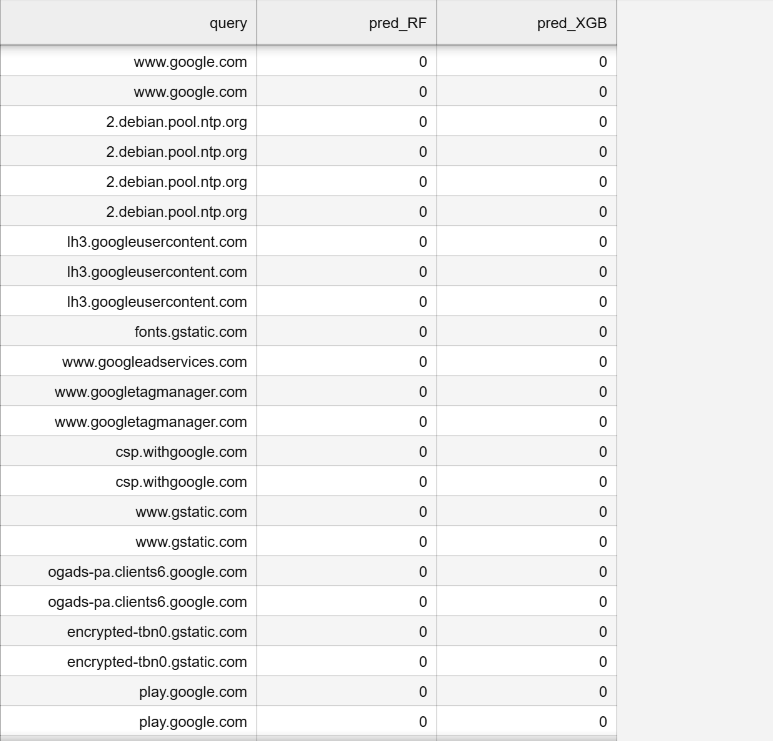 query pred_RF pred_XGB
www.google.com 0 0
www.google.com 0 0
2.debian.pool.ntp.org 0 0
2.debian.pool.ntp.org 0 0
2.debian.pool.ntp.org 0 0
2.debian.pool.ntp.org 0 0
lh3.googleusercontent.com 0 0
lh3.googleusercontent.com 0 0
lh3.googleusercontent.com 0 0
fonts.gstatic.com 0 0
www.googleadservices.com 0 0
www.googletagmanager.com 0 0
www.googletagmanager.com 0 0
csp.withgoogle.com 0 0
csp.withgoogle.com 0 0
www.gstatic.com 0 0
www.gstatic.com 0 0
ogads-pa.clients6.google.com 0 0
ogads-pa.clients6.google.com 0 0
encrypted-tbn0.gstatic.com 0 0
encrypted-tbn0.gstatic.com 0 0
play.google.com 0 0
play.google.com 0 0